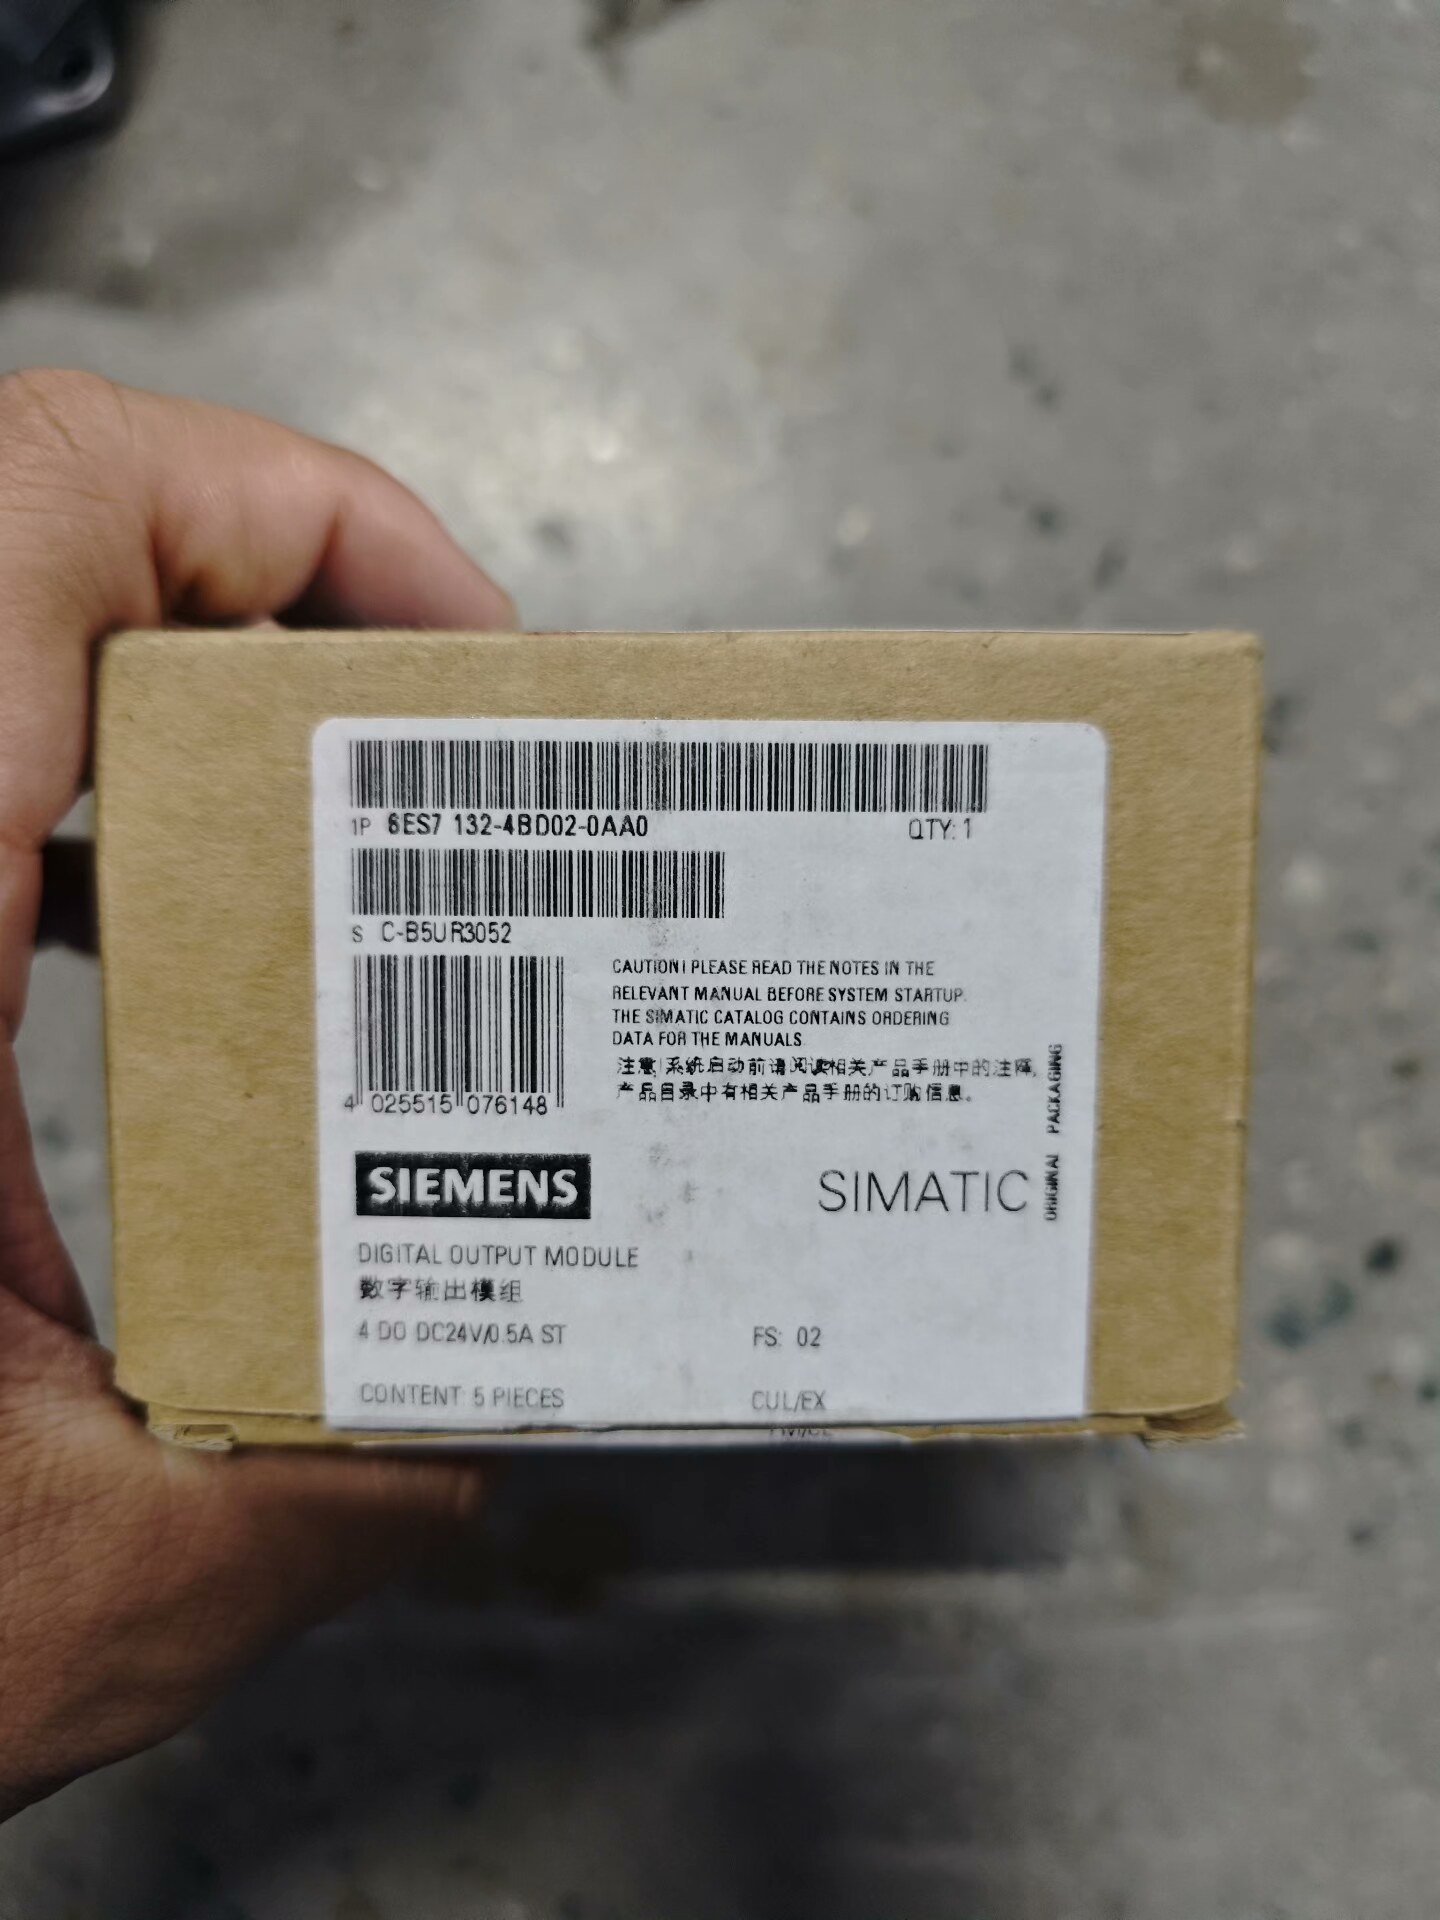 1P 6ES7 132-4BD02-0AA0
QTY: 1
S C-B5UR3052
4 025515 076148
CAUTION! PLEASE READ THE NOTES IN THE
RELEVANT MANUAL BEFORE SYSTEM STARTUP.
THE SIMATIC CATALOG CONTAINS ORDERING
DATA FOR THE MANUALS
注意!系统启动前请阅读相关产品手册中的注释,
产品目录中有相关产品手册的订购信息。
ORIGINAL PACKAGING
SIEMENS
SIMATIC
DIGITAL OUTPUT MODULE
数字输出模组
4 DO DC24V/0.5A ST
FS: 02
CONTENT: 5 PIECES
CUL/EX